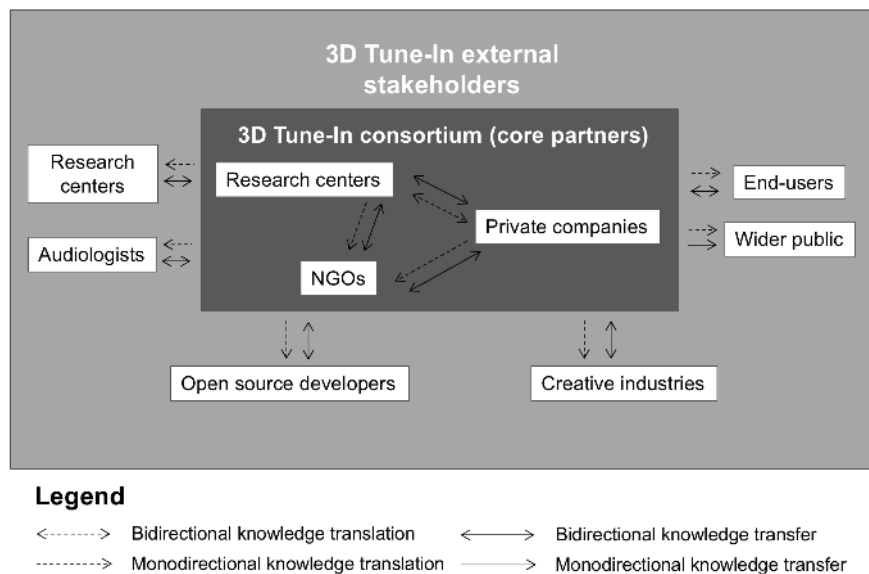 3D Tune-In external
stakeholders
3D Tune-In consortium (core partners)
Research
centers
Research centers
End-users
Private companies
Wider public
Audiologists
NGOs
Open source developers
Creative industries
Legend
Bidirectional knowledge translation
Bidirectional knowledge transfer
Monodirectional knowledge translation
Monodirectional knowledge transfer